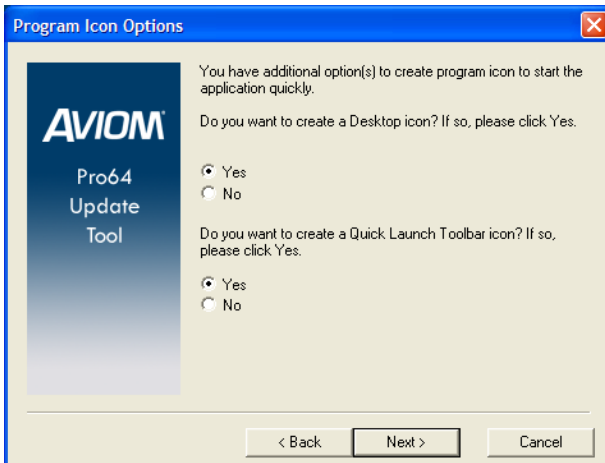 Program Icon Options
AVIOM
Pro64
Update
Tool
You have additional option(s) to create program icon to start the
application quickly.
Do you want to create a Desktop icon? If so, please click Yes.
Yes
No
Do you want to create a Quick Launch Toolbar icon? If so,
please click Yes.
Yes
No
< Back
Next >
Cancel